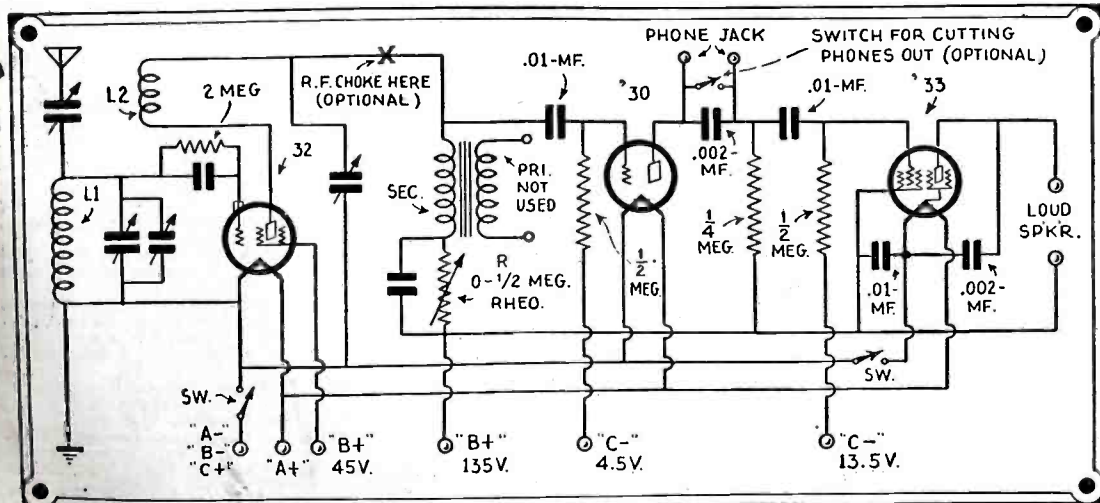 PHONE JACK
SWITCH FOR CUTTING
PHONES OUT (OPTIONAL)
.01-MF.
R.F. CHOKE HERE
(OPTIONAL)
'30
.01-MF.
'33
L2
2 MEG
32
.002-
MF.
L1
SEC.
PRI.
NOT
USED
1/4
MEG.
1/2
MEG.
LOUD
SPKR.
R
0-1/2 MEG.
RHEO.
1/2
MEG.
.01-
MF.
.002-
MF.
SW.
SW.
"A-"
"B-"
"C+"
"A+"
"B+"
45V.
"B+"
135V.
"C-"
4.5V.
"C-"
13.5V.